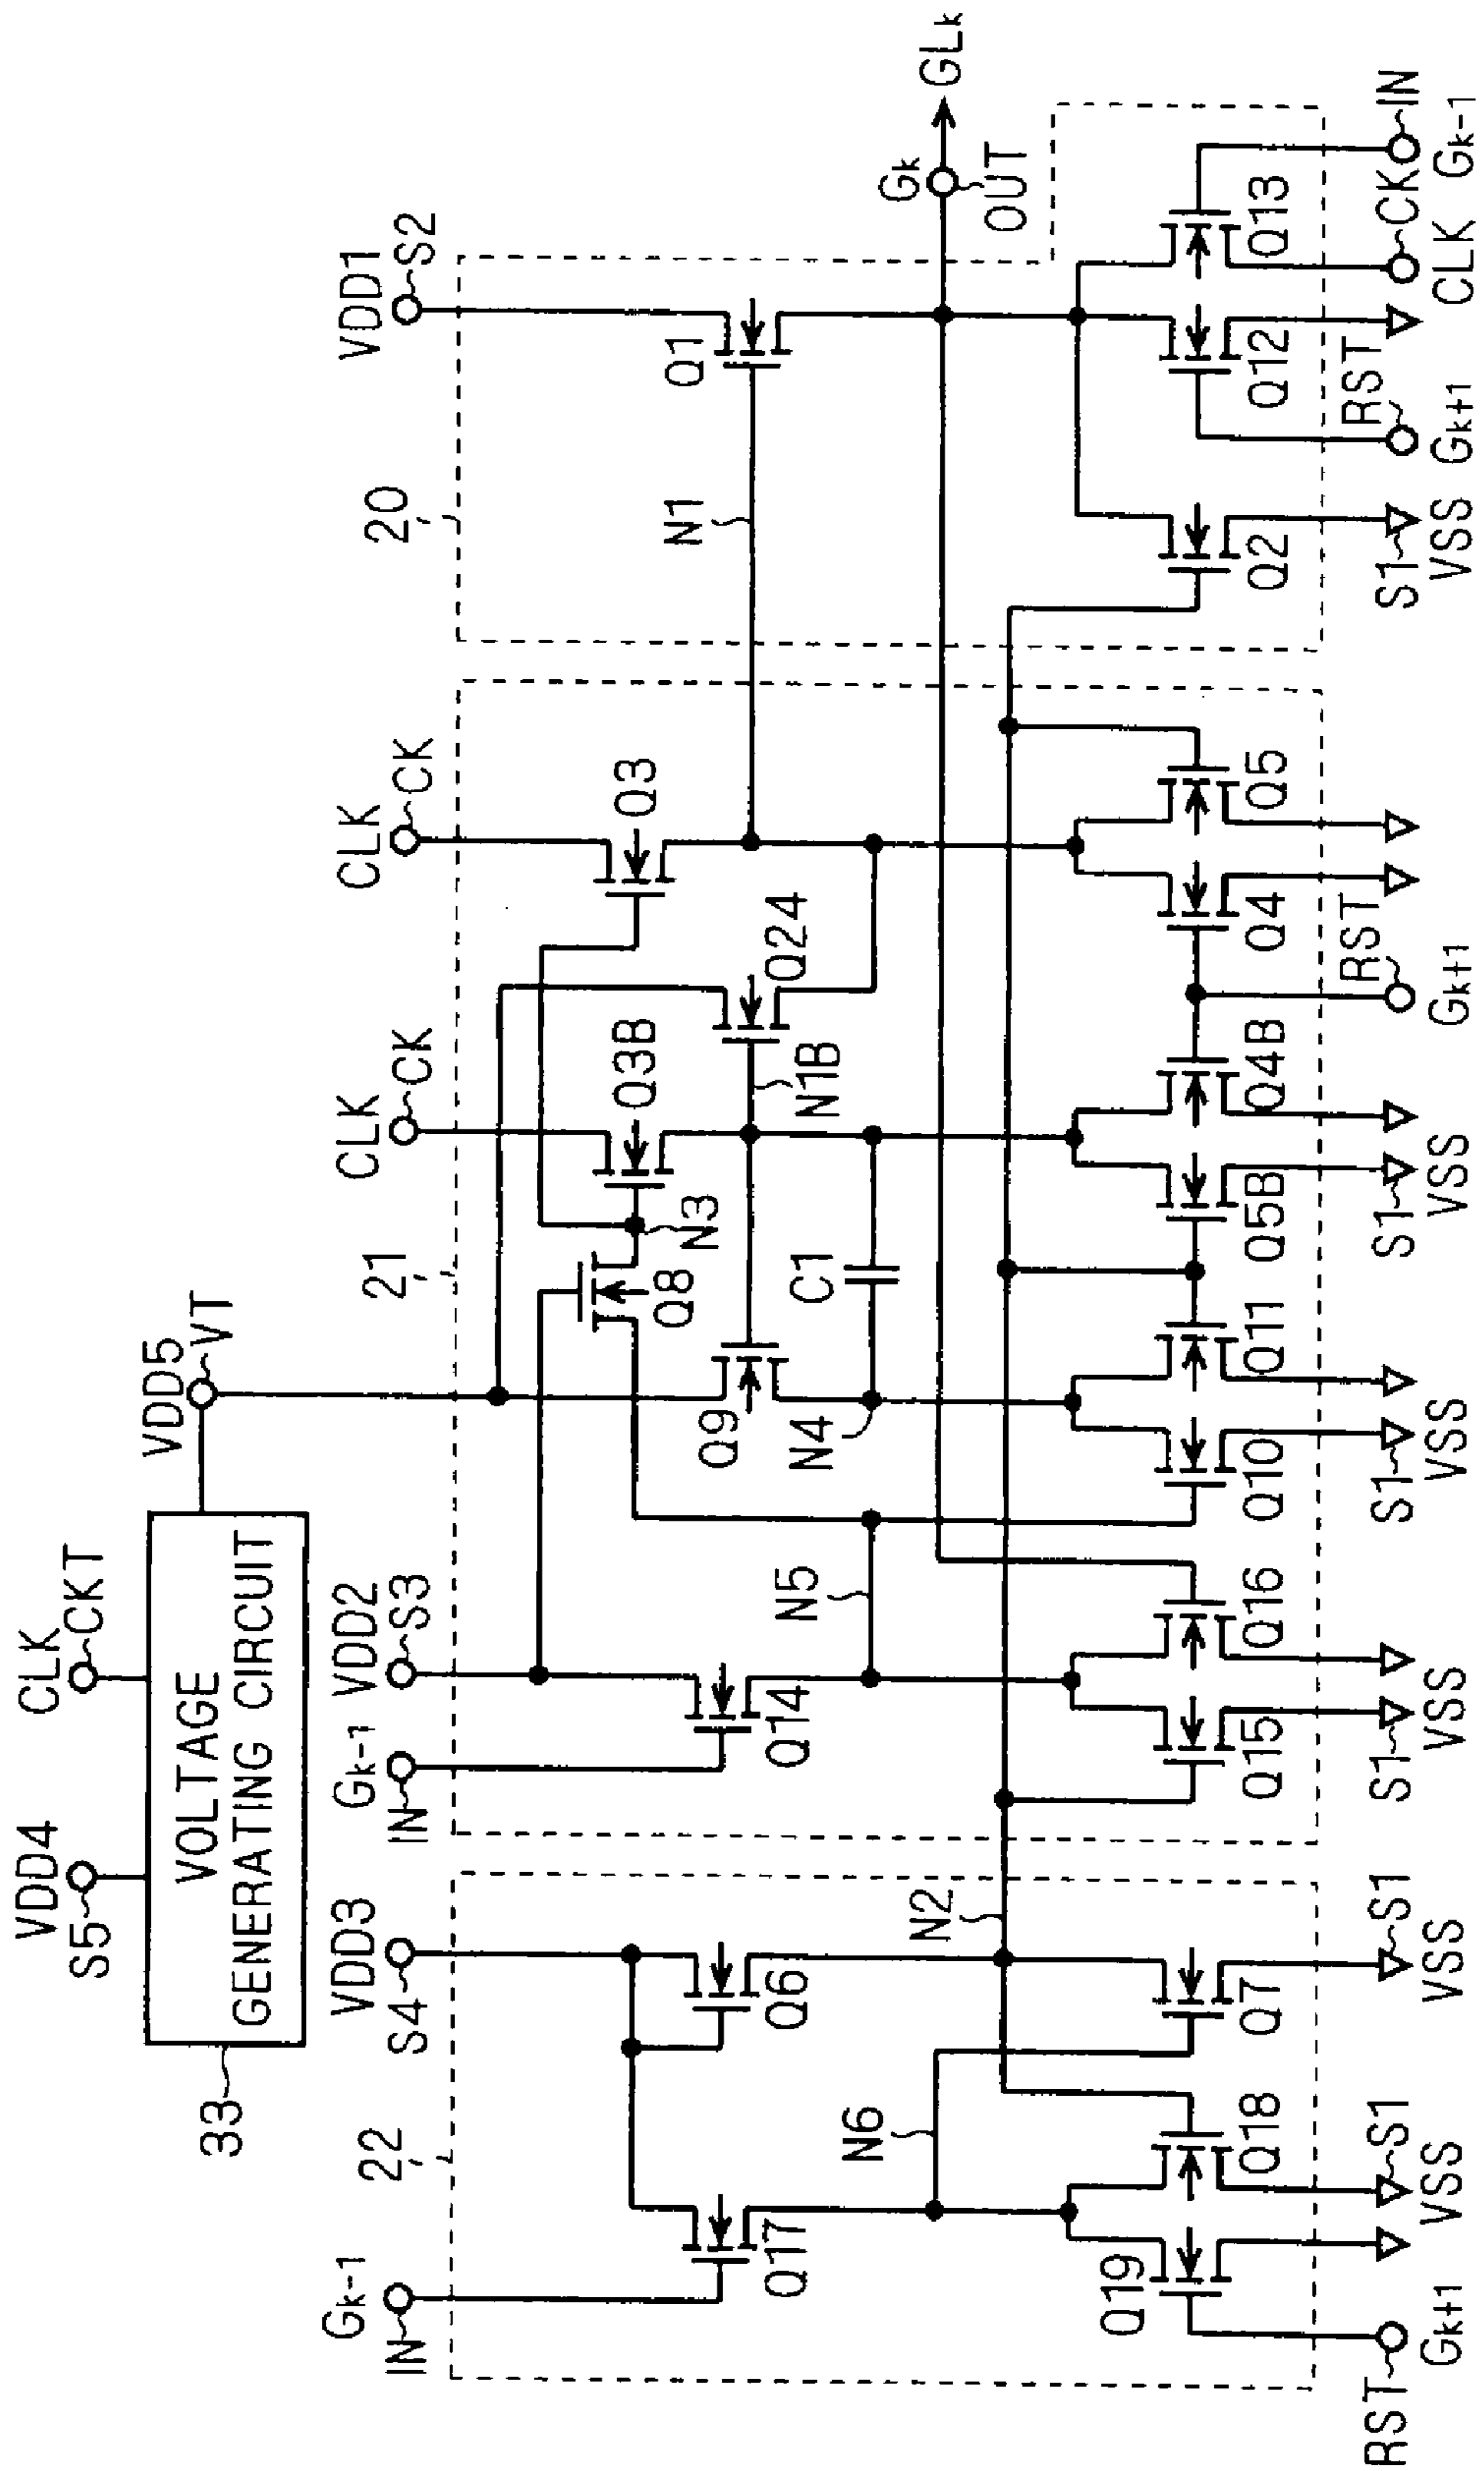 CLK
CKT
VDD4
S5
VOLTAGE
GENERATING CIRCUIT
33
VDD5
VT
Gk-1
IN
VDD3
S4
Gk-1
IN
VDD2
S3
CLK
CK
CLK
CK
VDD1
S2
22
21
20
Q17
Q6
Q14
Q9
Q8
N3
Q3B
Q24
Q3
Q1
N6
N2
N5
N4
C1
N1B
N1
Gk
OUT
GLk
Q19
Q18
Q7
Q15
Q16
Q10
Q11
Q5B
Q4B
Q4
Q5
Q2
Q12
Q13
RST
Gk+1
S1
VSS
S1
VSS
S1
VSS
S1
VSS
S1
VSS
RST
Gk+1
S1
VSS
RST
Gk+1
CK
CLK
IN
Gk-1